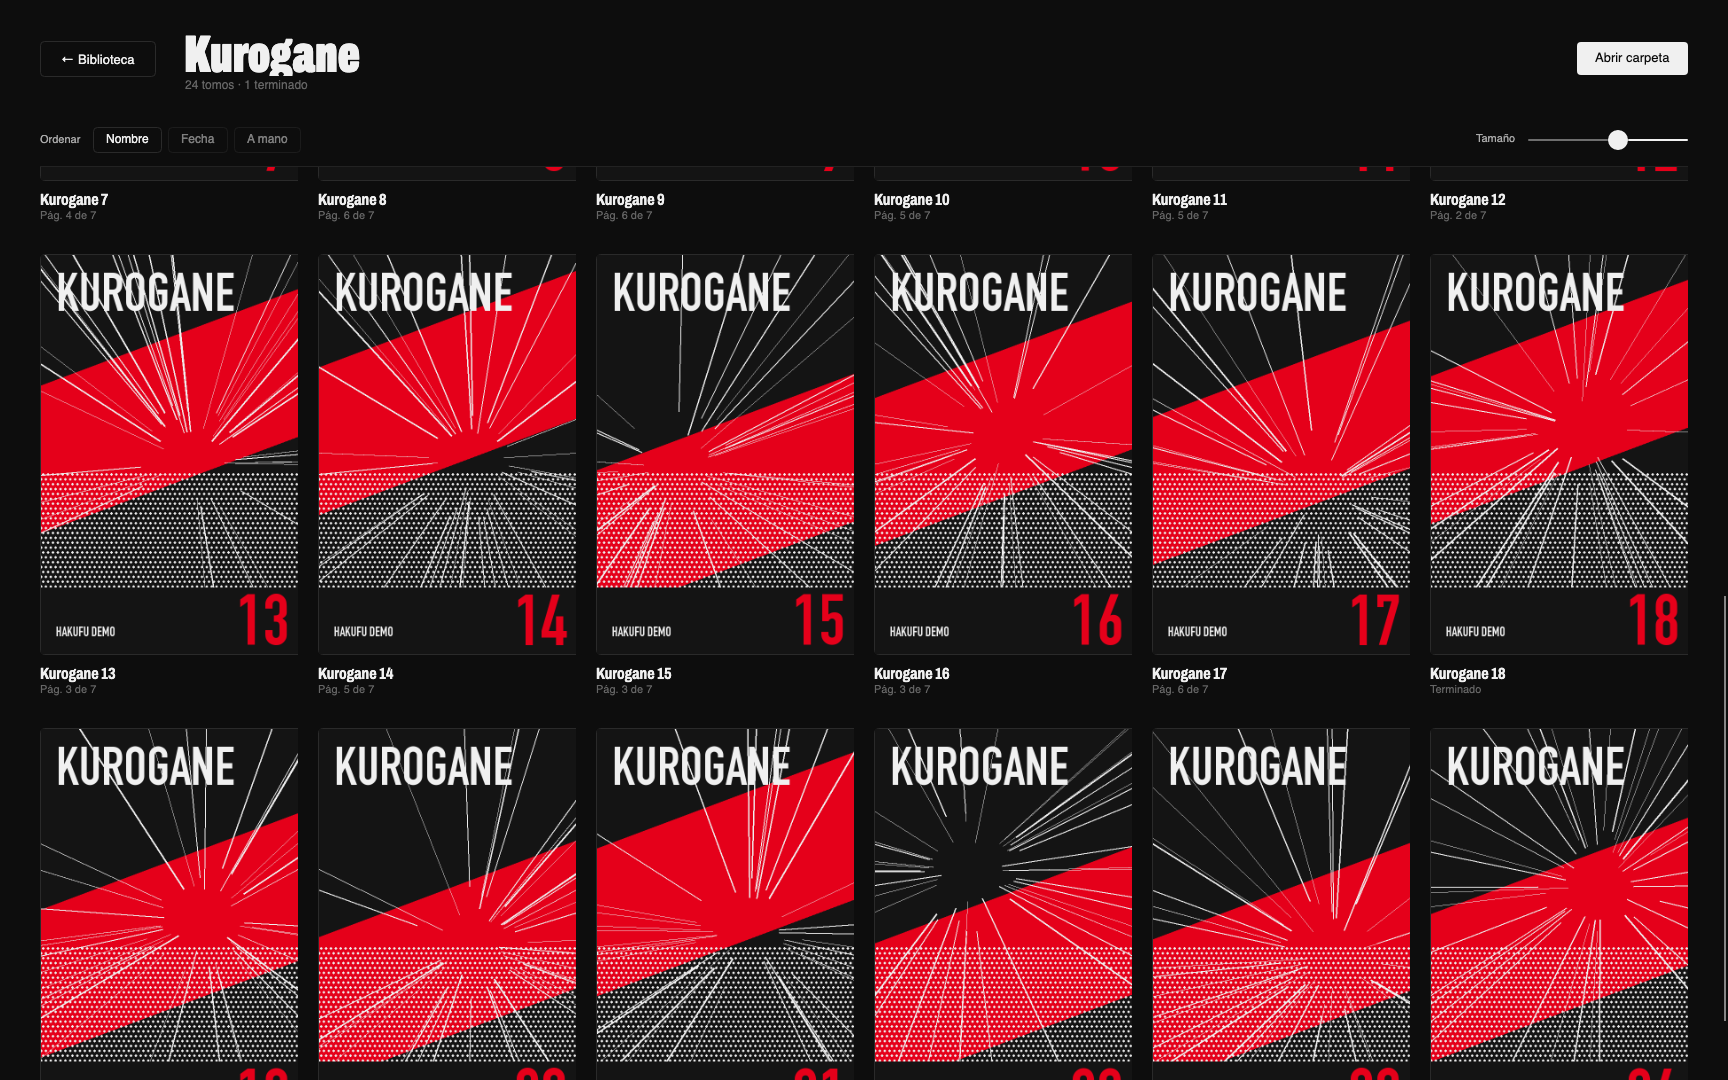 ← Biblioteca
Kurogane
24 tomos · 1 terminado
Abrir carpeta
Ordenar Nombre Fecha A mano
Tamaño
Kurogane 7
Pág. 4 de 7
Kurogane 8
Pág. 6 de 7
Kurogane 9
Pág. 6 de 7
Kurogane 10
Pág. 5 de 7
Kurogane 11
Pág. 5 de 7
Kurogane 12
Pág. 2 de 7
KUROGANE
HAKUFU DEMO
13
Kurogane 13
Pág. 3 de 7
KUROGANE
HAKUFU DEMO
14
Kurogane 14
Pág. 5 de 7
KUROGANE
HAKUFU DEMO
15
Kurogane 15
Pág. 3 de 7
KUROGANE
HAKUFU DEMO
16
Kurogane 16
Pág. 3 de 7
KUROGANE
HAKUFU DEMO
17
Kurogane 17
Pág. 6 de 7
KUROGANE
HAKUFU DEMO
18
Kurogane 18
Terminado
KUROGANE
KUROGANE
KUROGANE
KUROGANE
KUROGANE
KUROGANE